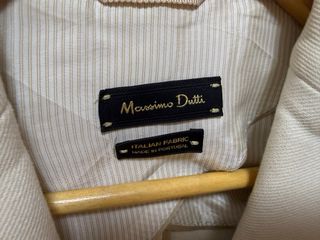 Massimo Dutti
ITALIAN FABRIC
MADE IN PORTUGAL